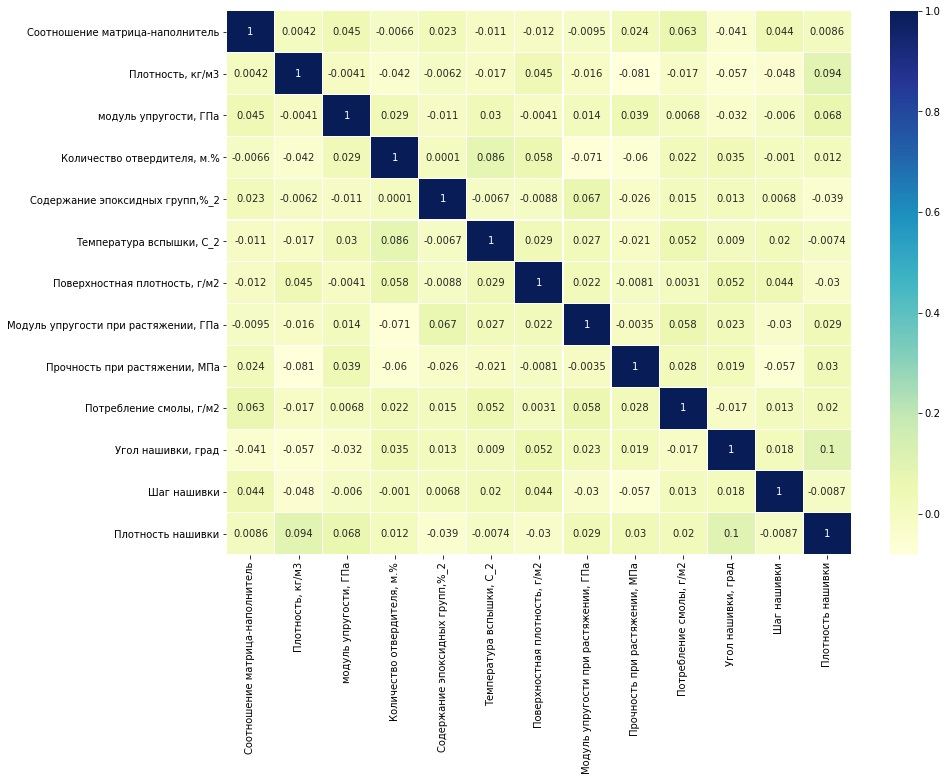 Соотношение матрица-наполнитель 1 0.0042 0.045 -0.0066 0.023 -0.011 -0.012 -0.0095 0.024 0.063 -0.041 0.044 0.0086
Плотность, кг/м3 0.0042 1 -0.0041 -0.042 -0.0062 -0.017 0.045 -0.016 -0.081 -0.017 -0.057 -0.048 0.094
модуль упругости, ГПа 0.045 -0.0041 1 0.029 -0.011 0.03 -0.0041 0.014 0.039 0.0068 -0.032 -0.006 0.068
Количество отвердителя, м.% -0.0066 -0.042 0.029 1 0.0001 0.086 0.058 -0.071 -0.06 0.022 0.035 -0.001 0.012
Содержание эпоксидных групп,%_2 0.023 -0.0062 -0.011 0.0001 1 -0.0067 -0.0088 0.067 -0.026 0.015 0.013 0.0068 -0.039
Температура вспышки, С_2 -0.011 -0.017 0.03 0.086 -0.0067 1 0.029 0.027 -0.021 0.052 0.009 0.02 -0.0074
Поверхностная плотность, г/м2 -0.012 0.045 -0.0041 0.058 -0.0088 0.029 1 0.022 -0.0081 0.0031 0.052 0.044 -0.03
Модуль упругости при растяжении, ГПа -0.0095 -0.016 0.014 -0.071 0.067 0.027 0.022 1 -0.0035 0.058 0.023 -0.03 0.029
Прочность при растяжении, МПа 0.024 -0.081 0.039 -0.06 -0.026 -0.021 -0.0081 -0.0035 1 0.028 0.019 -0.057 0.03
Потребление смолы, г/м2 0.063 -0.017 0.0068 0.022 0.015 0.052 0.0031 0.058 0.028 1 -0.017 0.013 0.02
Угол нашивки, град -0.041 -0.057 -0.032 0.035 0.013 0.009 0.052 0.023 0.019 -0.017 1 0.018 0.1
Шаг нашивки 0.044 -0.048 -0.006 -0.001 0.0068 0.02 0.044 -0.03 -0.057 0.013 0.018 1 -0.0087
Плотность нашивки 0.0086 0.094 0.068 0.012 -0.039 -0.0074 -0.03 0.029 0.03 0.02 0.1 -0.0087 1
Соотношение матрица-наполнитель
Плотность, кг/м3
модуль упругости, ГПа
Количество отвердителя, м.%
Содержание эпоксидных групп,%_2
Температура вспышки, С_2
Поверхностная плотность, г/м2
Модуль упругости при растяжении, ГПа
Прочность при растяжении, МПа
Потребление смолы, г/м2
Угол нашивки, град
Шаг нашивки
Плотность нашивки
1.0
0.8
0.6
0.4
0.2
0.0